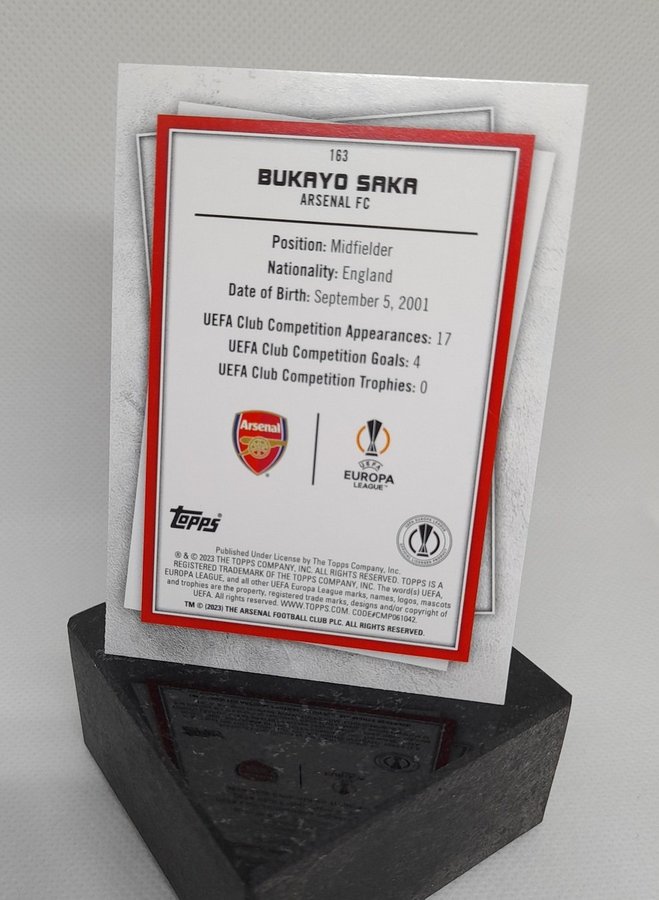 163
BUKAYO SAKA
ARSENAL FC
Position: Midfielder
Nationality: England
Date of Birth: September 5, 2001
UEFA Club Competition Appearances: 17
UEFA Club Competition Goals: 4
UEFA Club Competition Trophies: 0
Arsenal
UEFA
EUROPA
LEAGUE™
topps®
Published Under License by The Topps Company, Inc.
® & © 2023 THE TOPPS COMPANY, INC. ALL RIGHTS RESERVED. TOPPS IS A
REGISTERED TRADEMARK OF THE TOPPS COMPANY, INC. The word(s) UEFA,
EUROPA LEAGUE, and all other UEFA Europa League marks, names, logos, mascots
and trophies are the property, registered trade marks, designs and/or copyright of
UEFA. All rights reserved. WWW.TOPPS.COM. CODE#CMP061042.
TM © (2023) THE ARSENAL FOOTBALL CLUB PLC. ALL RIGHTS RESERVED.